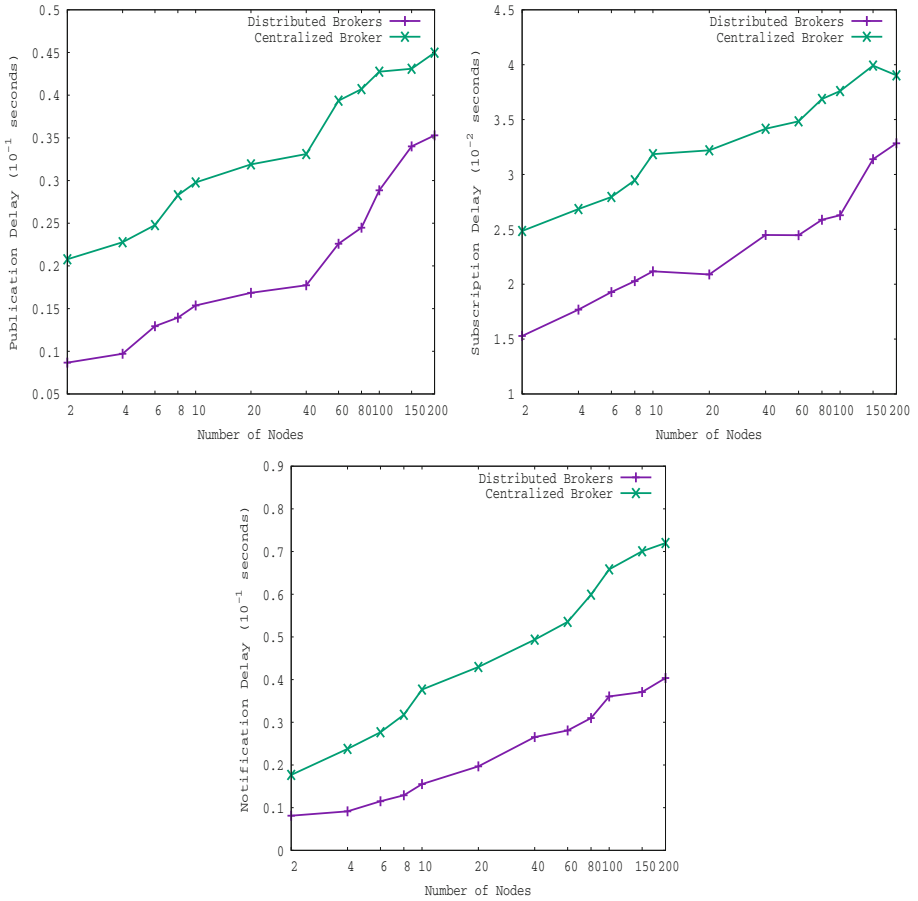 Distributed Brokers
Centralized Broker
0.5
0.45
0.4
0.35
0.3
0.25
0.2
0.15
0.1
0.05
Publication Delay (10⁻¹ seconds)
2 4 6 8 10 20 40 60 80 100 150 200
Number of Nodes
Distributed Brokers
Centralized Broker
4.5
4
3.5
3
2.5
2
1.5
1
Subscription Delay (10⁻² seconds)
2 4 6 8 10 20 40 60 80 100 150 200
Number of Nodes
Distributed Brokers
Centralized Broker
0.9
0.8
0.7
0.6
0.5
0.4
0.3
0.2
0.1
0
Notification Delay (10⁻¹ seconds)
2 4 6 8 10 20 40 60 80 100 150 200
Number of Nodes